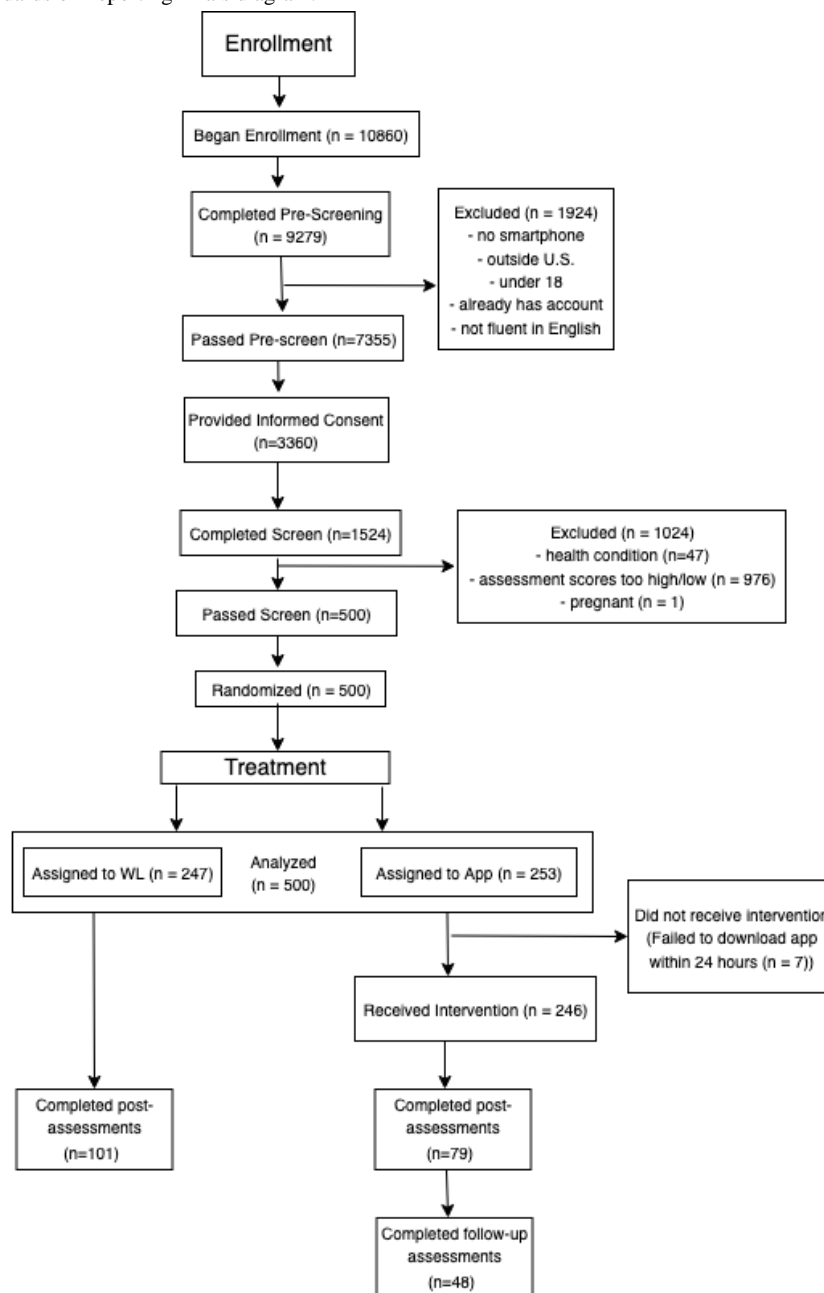 Enrollment
Began Enrollment (n = 10860)
Completed Pre-Screening
(n = 9279)
Excluded (n = 1924)
- no smartphone
- outside U.S.
- under 18
- already has account
- not fluent in English
Passed Pre-screen (n=7355)
Provided Informed Consent
(n=3360)
Completed Screen (n=1524)
Excluded (n = 1024)
- health condition (n=47)
- assessment scores too high/low (n = 976)
- pregnant (n = 1)
Passed Screen (n=500)
Randomized (n = 500)
Treatment
Assigned to WL (n = 247)
Analyzed
(n = 500)
Assigned to App (n = 253)
Did not receive intervention
(Failed to download app
within 24 hours (n = 7))
Received Intervention (n = 246)
Completed post-
assessments
(n=101)
Completed post-
assessments
(n=79)
Completed follow-up
assessments
(n=48)